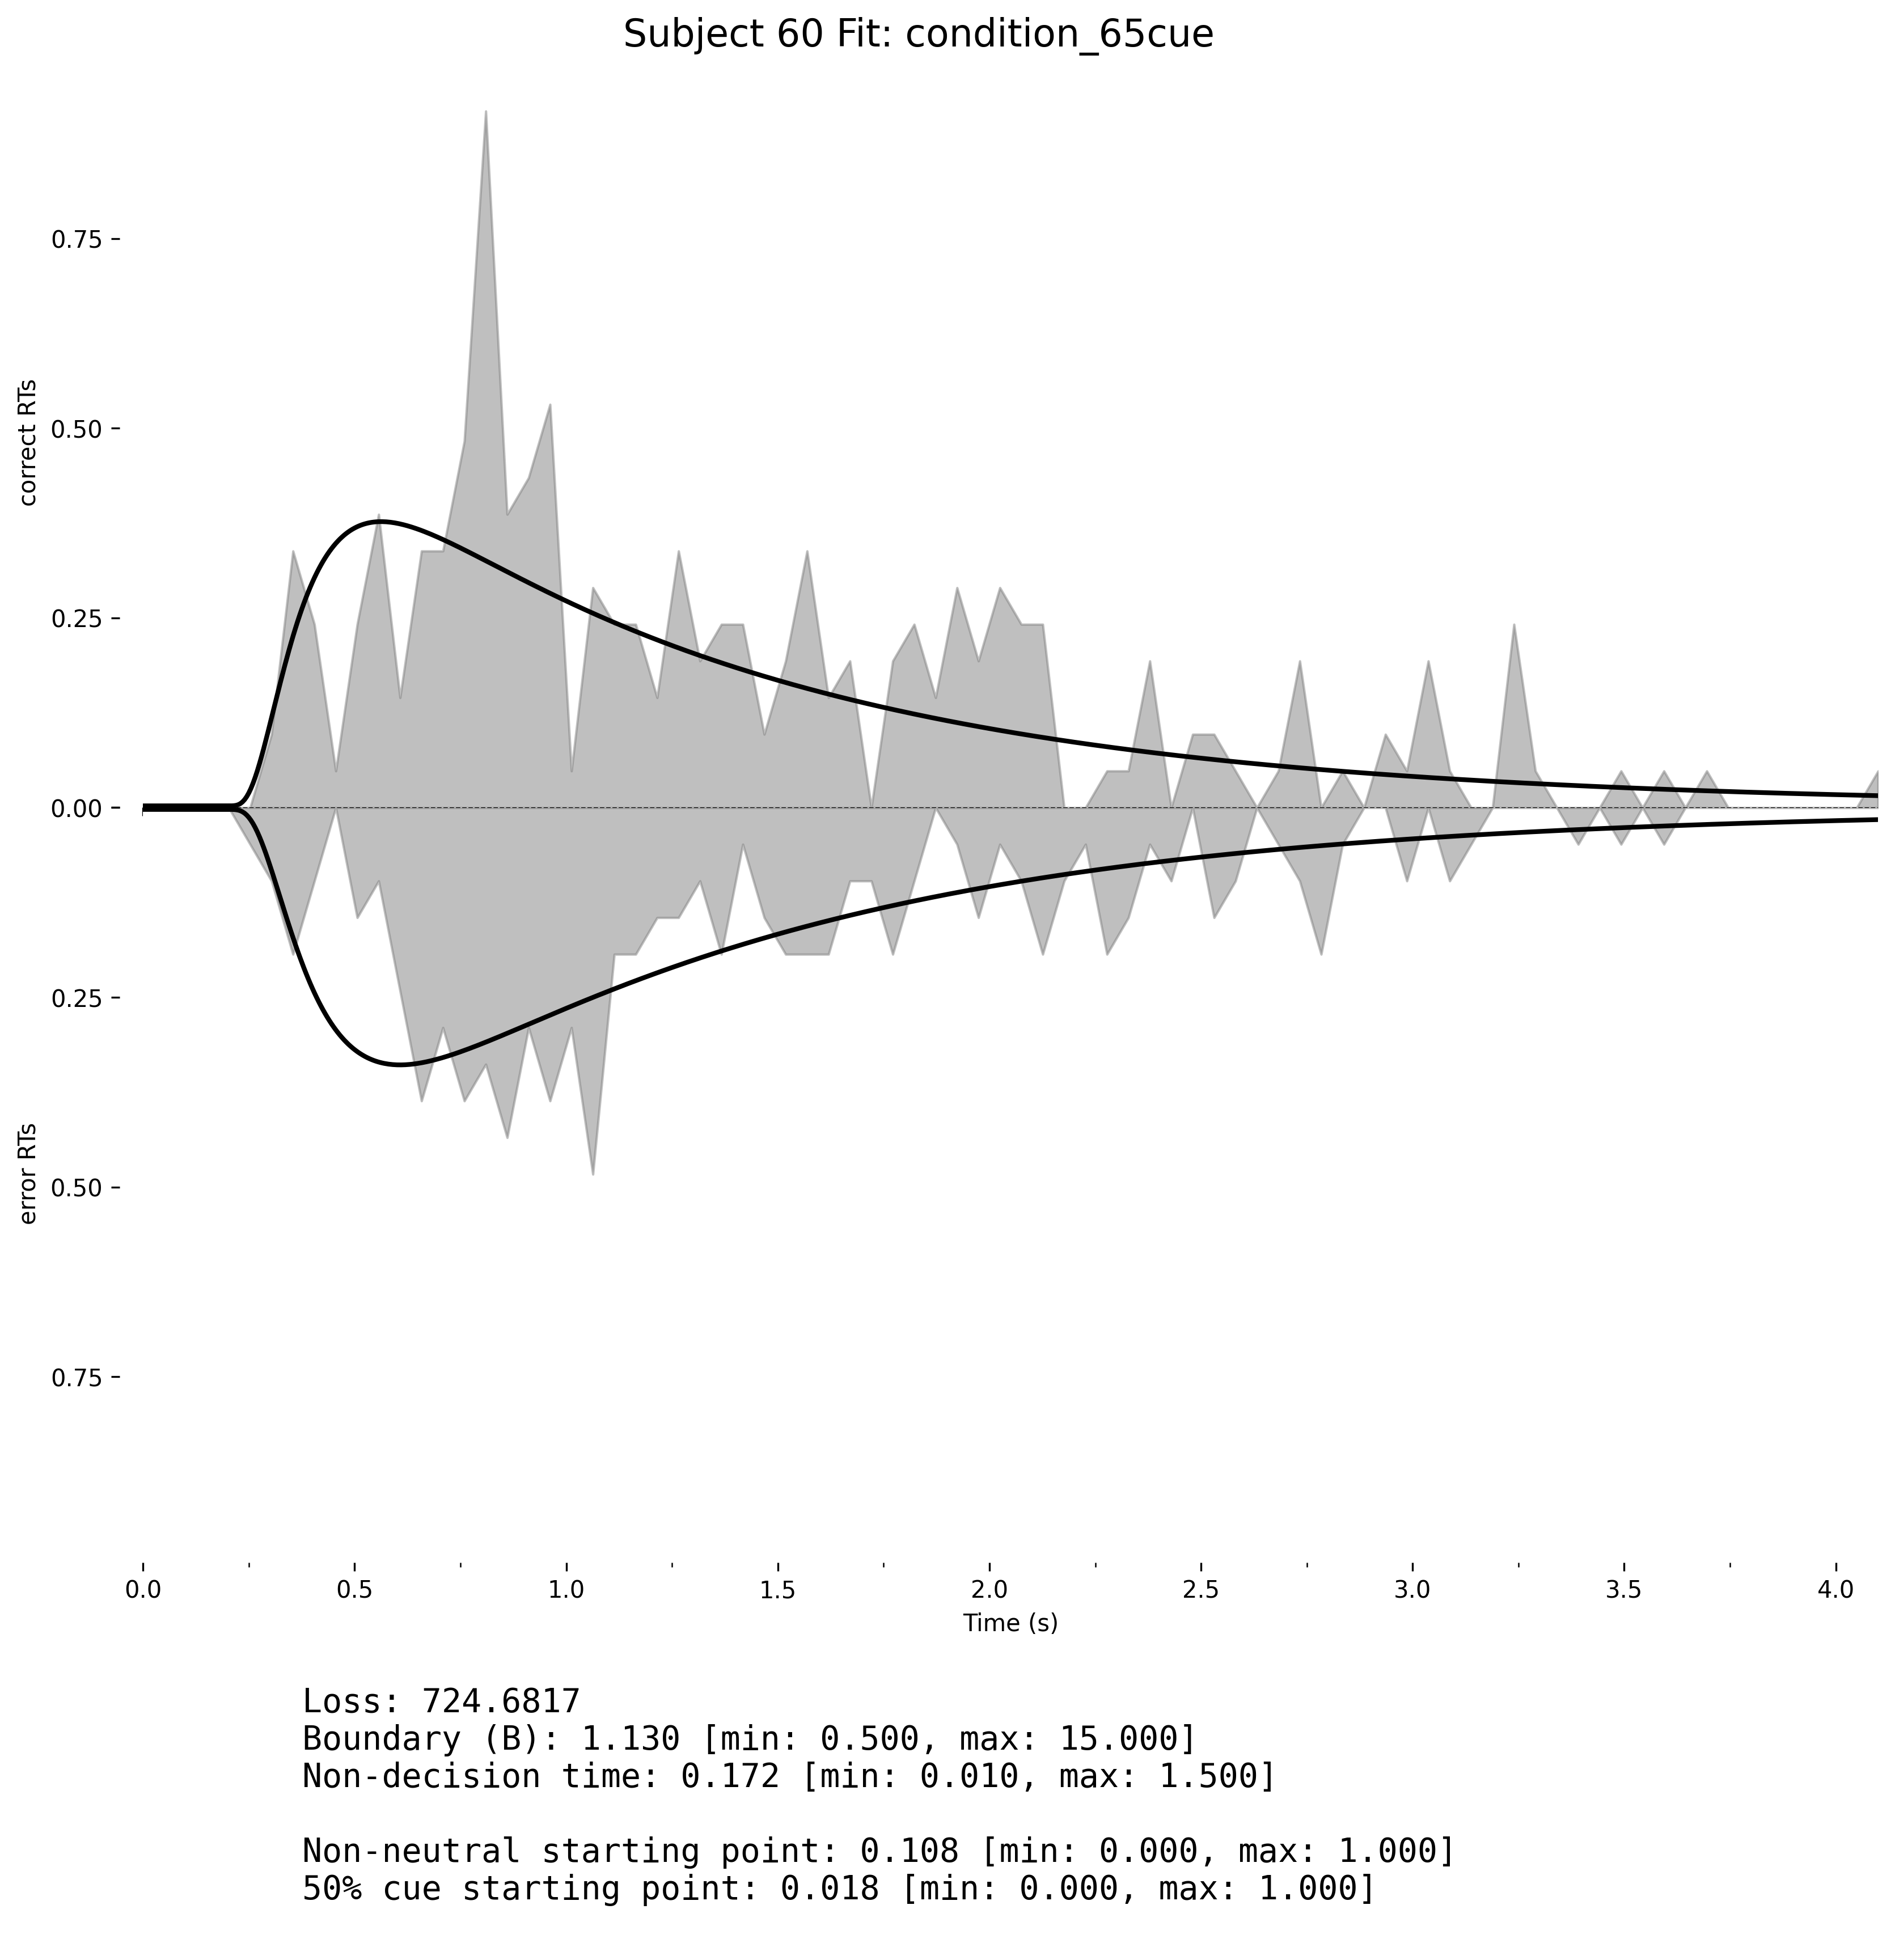 Subject 60 Fit: condition_65cue
correct RTs
error RTs
0.75
0.50
0.25
0.00
0.25
0.50
0.75
0.0 0.5 1.0 1.5 2.0 2.5 3.0 3.5 4.0
Time (s)
Loss: 724.6817
Boundary (B): 1.130 [min: 0.500, max: 15.000]
Non-decision time: 0.172 [min: 0.010, max: 1.500]
Non-neutral starting point: 0.108 [min: 0.000, max: 1.000]
50% cue starting point: 0.018 [min: 0.000, max: 1.000]